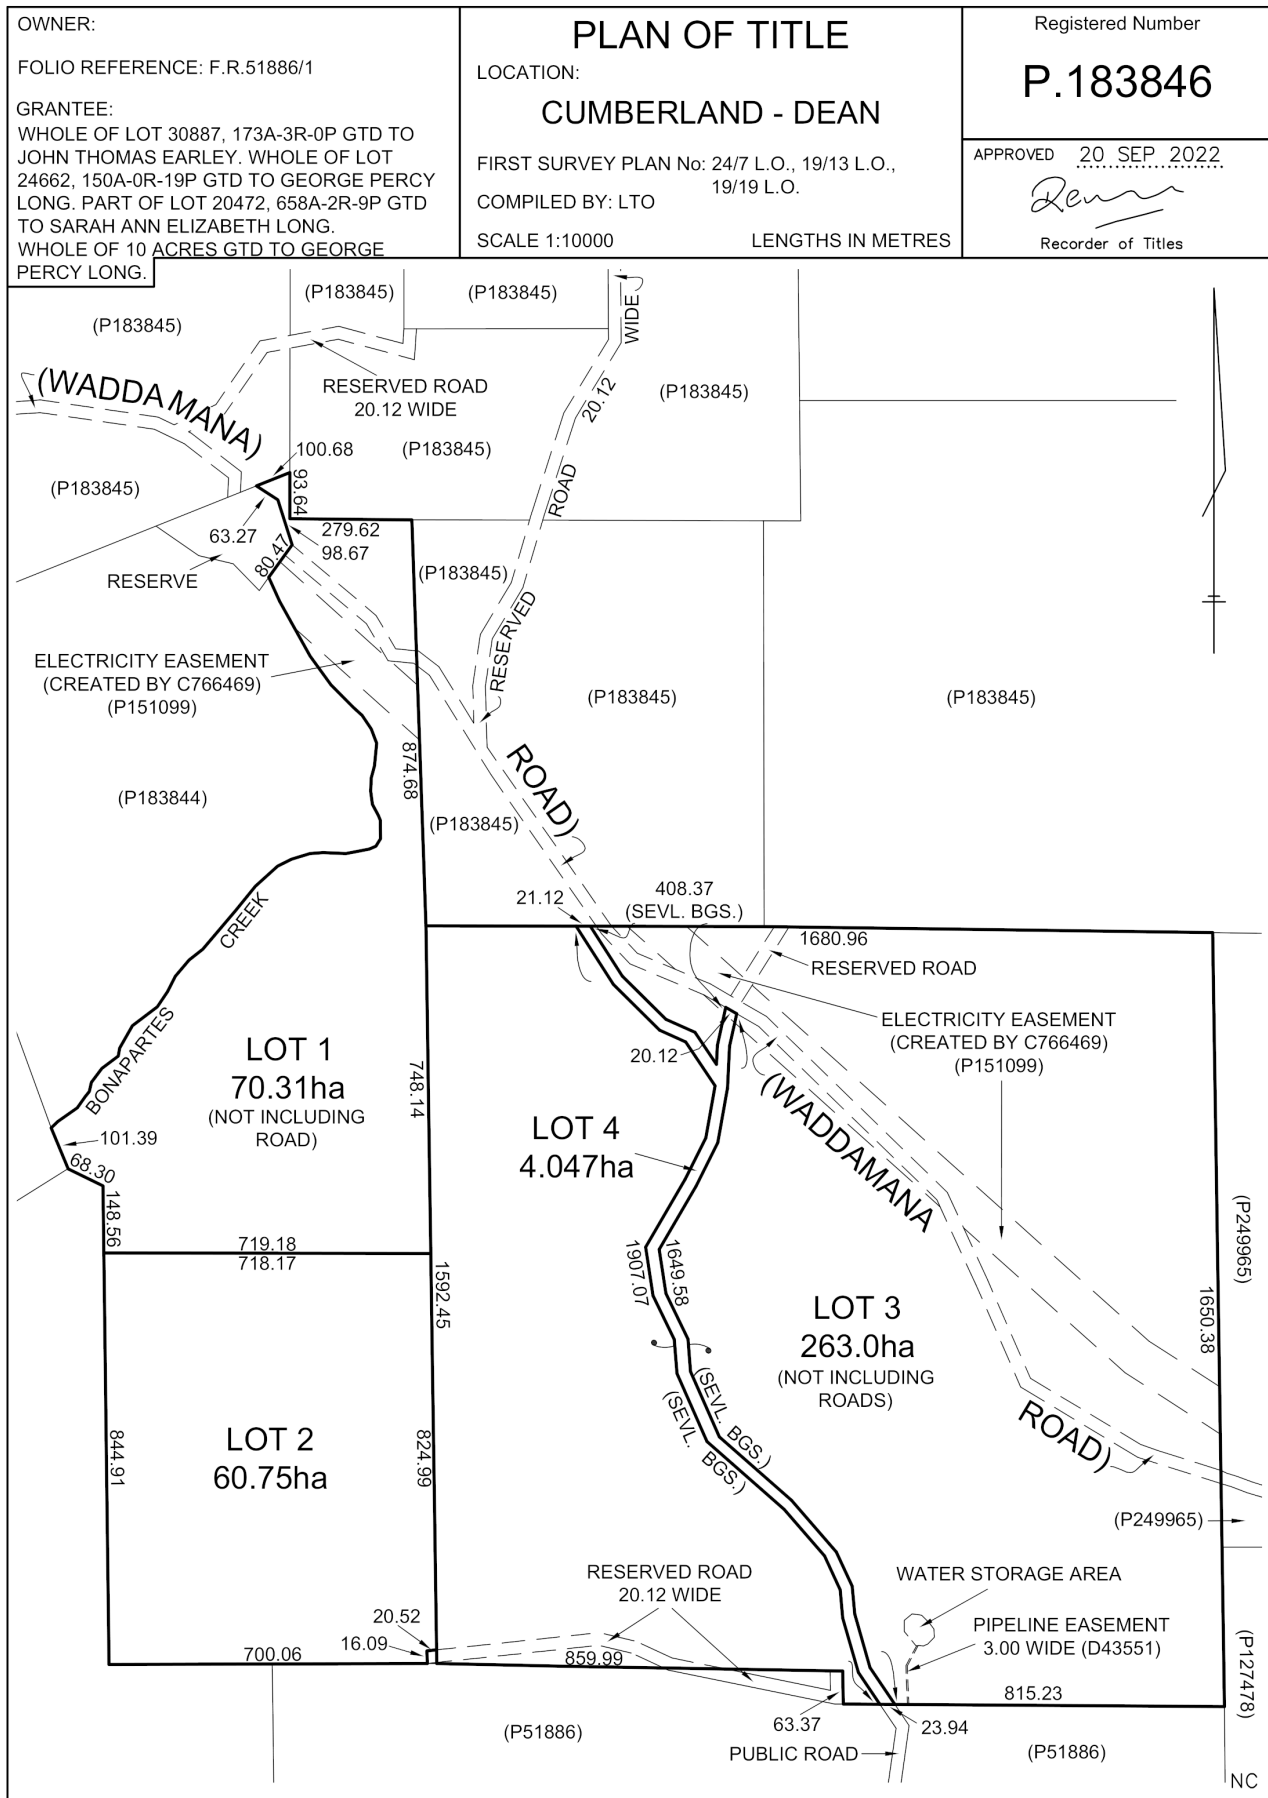 OWNER:
FOLIO REFERENCE: F.R.51886/1
GRANTEE:
WHOLE OF LOT 30887, 173A-3R-0P GTD TO
JOHN THOMAS EARLEY. WHOLE OF LOT
24662, 150A-0R-19P GTD TO GEORGE PERCY
LONG. PART OF LOT 20472, 658A-2R-9P GTD
TO SARAH ANN ELIZABETH LONG.
WHOLE OF 10 ACRES GTD TO GEORGE
PERCY LONG.
PLAN OF TITLE
LOCATION:
CUMBERLAND - DEAN
FIRST SURVEY PLAN No: 24/7 L.O., 19/13 L.O.,
19/19 L.O.
COMPILED BY: LTO
SCALE 1:10000 LENGTHS IN METRES
Registered Number
P.183846
APPROVED 20 SEP 2022
Recorder of Titles
(P183845)
(P183845)
(P183845)
WIDE
(WADDAMANA)
RESERVED ROAD
20.12 WIDE
20.12
(P183845)
100.68
(P183845)
(P183845)
93.64
ROAD
63.27
279.62
98.67
80.47
RESERVE
(P183845)
RESERVED
ELECTRICITY EASEMENT
(CREATED BY C766469)
(P151099)
(P183845)
(P183845)
874.68
ROAD)
(P183844)
(P183845)
21.12
408.37
(SEVL. BGS.)
CREEK
1680.96
RESERVED ROAD
BONAPARTES
ELECTRICITY EASEMENT
(CREATED BY C766469)
(P151099)
20.12
LOT 1
70.31ha
(NOT INCLUDING
ROAD)
748.14
(WADDAMANA
LOT 4
4.047ha
101.39
68.30
148.56
719.18
718.17
1592.45
1907.07
1649.58
(P249965)
1650.38
LOT 3
263.0ha
(NOT INCLUDING
ROADS)
(SEVL. BGS.)
(SEVL. BGS.)
ROAD)
LOT 2
60.75ha
844.91
824.99
(P249965)
RESERVED ROAD
20.12 WIDE
WATER STORAGE AREA
20.52
16.09
PIPELINE EASEMENT
3.00 WIDE (D43551)
700.06
859.99
(P127478)
815.23
63.37
23.94
(P51886)
PUBLIC ROAD
(P51886)
NC